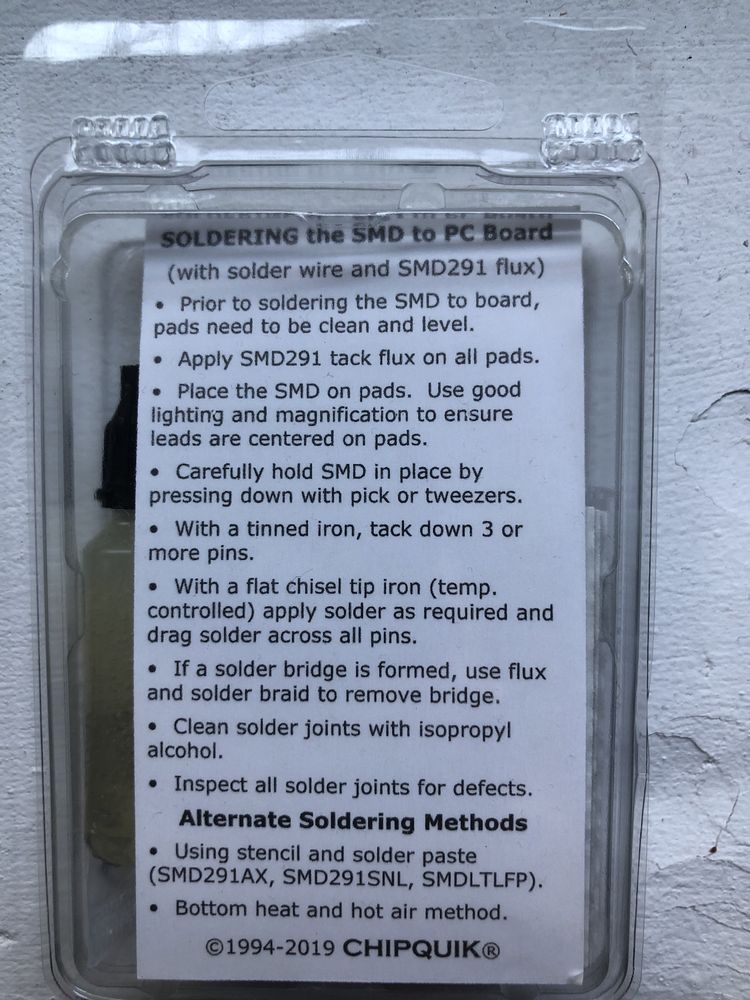 SOLDERING the SMD to PC Board
(with solder wire and SMD291 flux)
• Prior to soldering the SMD to board,
pads need to be clean and level.
• Apply SMD291 tack flux on all pads.
• Place the SMD on pads. Use good
lighting and magnification to ensure
leads are centered on pads.
• Carefully hold SMD in place by
pressing down with pick or tweezers.
• With a tinned iron, tack down 3 or
more pins.
• With a flat chisel tip iron (temp.
controlled) apply solder as required and
drag solder across all pins.
• If a solder bridge is formed, use flux
and solder braid to remove bridge.
• Clean solder joints with isopropyl
alcohol.
• Inspect all solder joints for defects.
Alternate Soldering Methods
• Using stencil and solder paste
(SMD291AX, SMD291SNL, SMDLTLFP).
• Bottom heat and hot air method.
©1994-2019 CHIPQUIK®